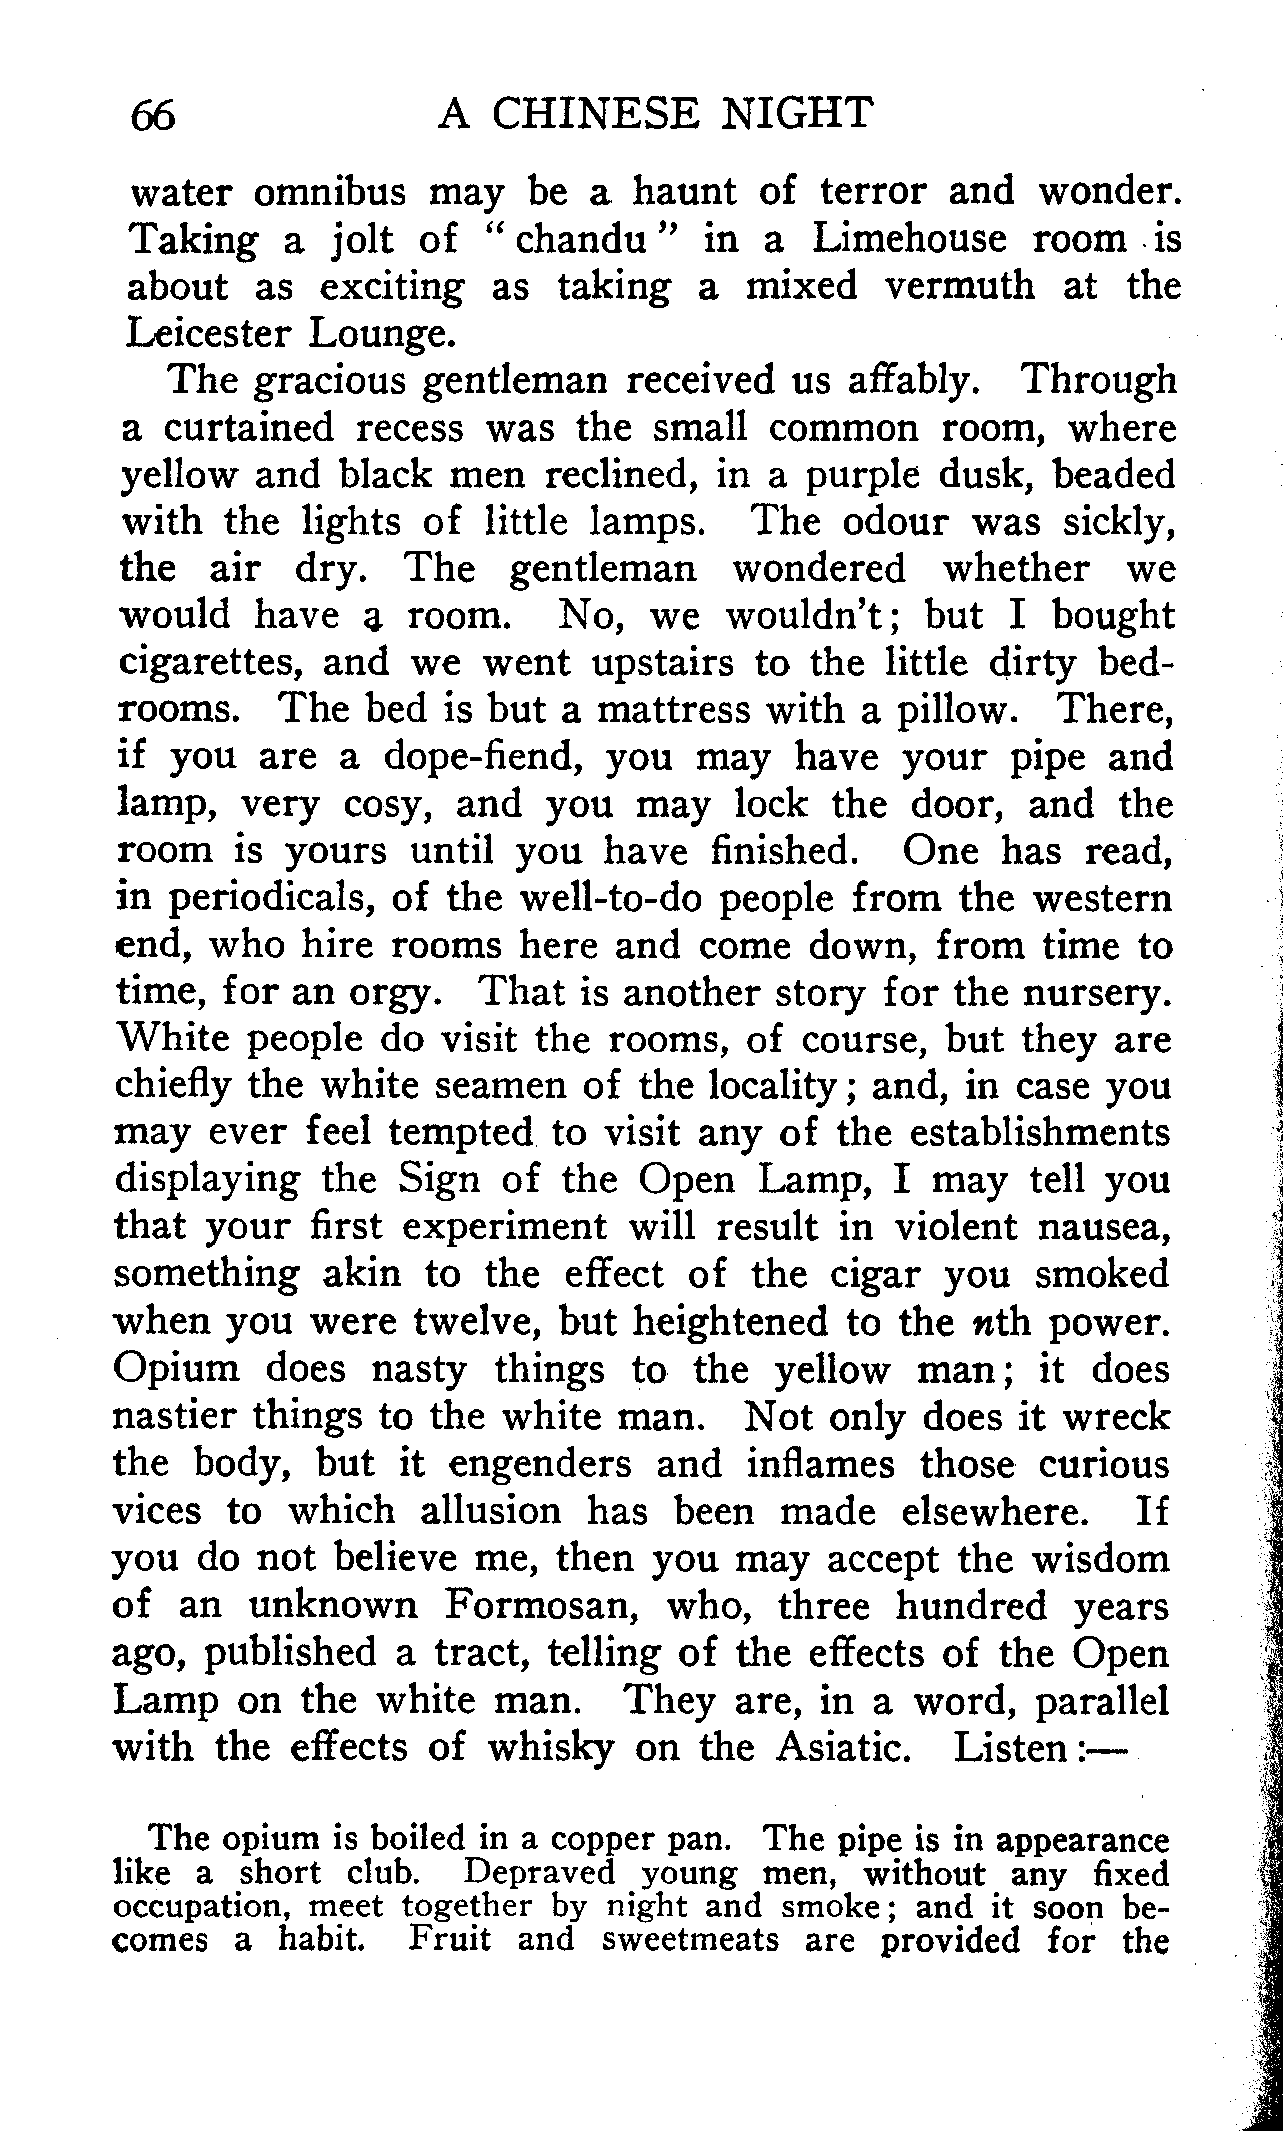 66 A CHINESE NIGHT
water omnibus may be a haunt of terror and wonder.
Taking a jolt of “ chandu ” in a Limehouse room is
about as exciting as taking a mixed vermuth at the
Leicester Lounge.
The gracious gentleman received us affably. Through
a curtained recess was the small common room, where
yellow and black men reclined, in a purple dusk, beaded
with the lights of little lamps. The odour was sickly,
the air dry. The gentleman wondered whether we
would have a room. No, we wouldn't; but I bought
cigarettes, and we went upstairs to the little dirty bed-
rooms. The bed is but a mattress with a pillow. There,
if you are a dope-fiend, you may have your pipe and
lamp, very cosy, and you may lock the door, and the
room is yours until you have finished. One has read,
in periodicals, of the well-to-do people from the western
end, who hire rooms here and come down, from time to
time, for an orgy. That is another story for the nursery.
White people do visit the rooms, of course, but they are
chiefly the white seamen of the locality; and, in case you
may ever feel tempted to visit any of the establishments
displaying the Sign of the Open Lamp, I may tell you
that your first experiment will result in violent nausea,
something akin to the effect of the cigar you smoked
when you were twelve, but heightened to the nth power.
Opium does nasty things to the yellow man; it does
nastier things to the white man. Not only does it wreck
the body, but it engenders and inflames those curious
vices to which allusion has been made elsewhere. If
you do not believe me, then you may accept the wisdom
of an unknown Formosan, who, three hundred years
ago, published a tract, telling of the effects of the Open
Lamp on the white man. They are, in a word, parallel
with the effects of whisky on the Asiatic. Listen:—
The opium is boiled in a copper pan. The pipe is in appearance
like a short club. Depraved young men, without any fixed
occupation, meet together by night and smoke; and it soon be-
comes a habit. Fruit and sweetmeats are provided for the